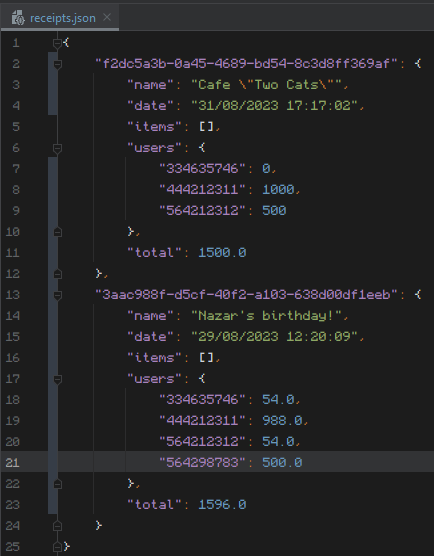 receipts.json
1 {
2 "f2dc5a3b-0a45-4689-bd54-8c3d8ff369af": {
3 "name": "Cafe \"Two Cats\"",
4 "date": "31/08/2023 17:17:02",
5 "items": [],
6 "users": {
7 "334635746": 0,
8 "444212311": 1000,
9 "564212312": 500
10 },
11 "total": 1500.0
12 },
13 "3aac988f-d5cf-40f2-a103-638d00df1eeb": {
14 "name": "Nazar's birthday!",
15 "date": "29/08/2023 12:20:09",
16 "items": [],
17 "users": {
18 "334635746": 54.0,
19 "444212311": 988.0,
20 "564212312": 54.0,
21 "564298783": 500.0
22 },
23 "total": 1596.0
24 }
25 }